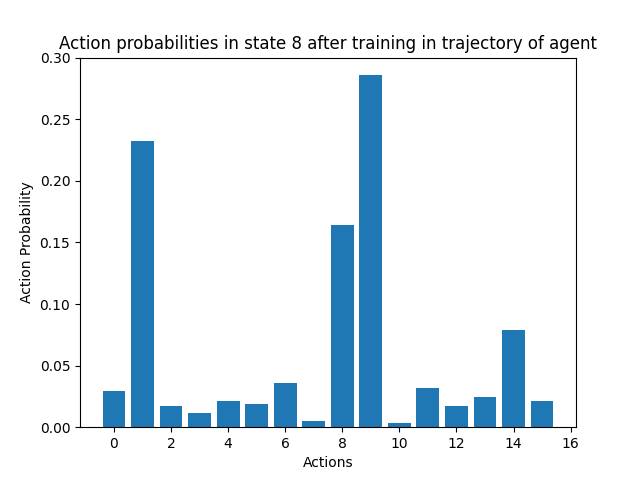 Action probabilities in state 8 after training in trajectory of agent
0.30
0.25
0.20
0.15
0.10
0.05
0.00
Action Probability
0 2 4 6 8 10 12 14 16
Actions